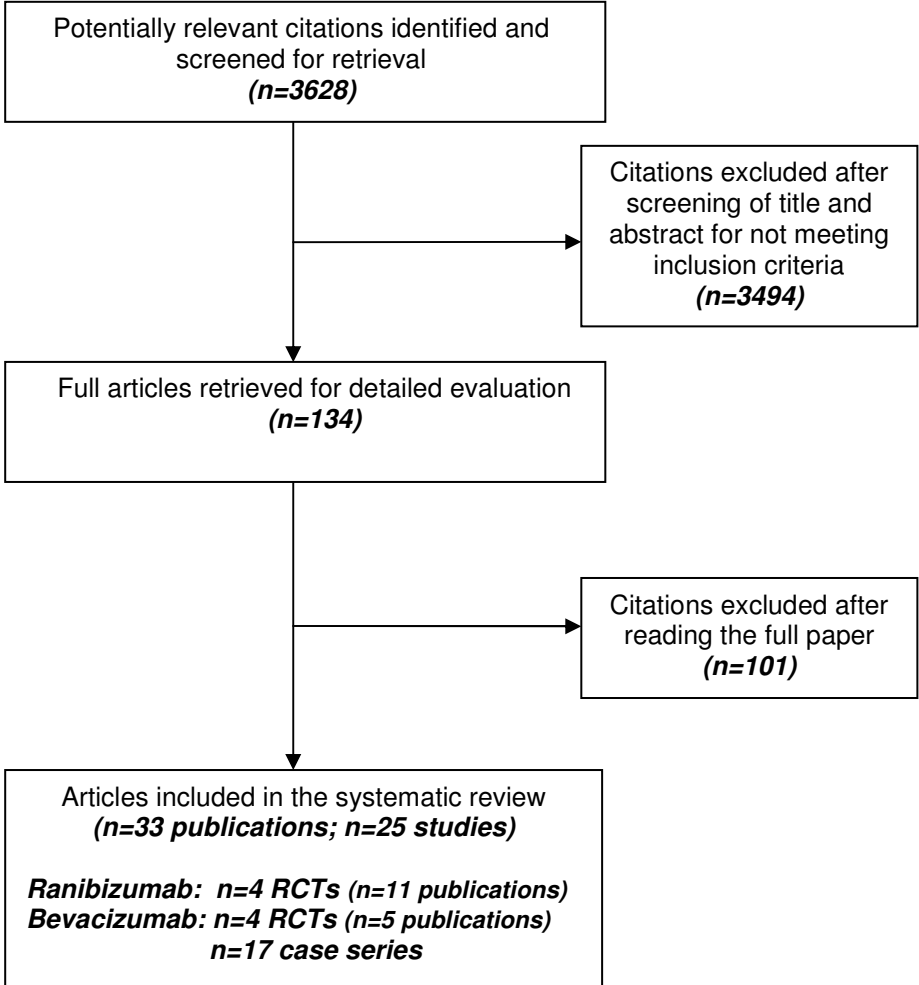 Potentially relevant citations identified and
screened for retrieval
(n=3628)
Citations excluded after
screening of title and
abstract for not meeting
inclusion criteria
(n=3494)
Full articles retrieved for detailed evaluation
(n=134)
Citations excluded after
reading the full paper
(n=101)
Articles included in the systematic review
(n=33 publications; n=25 studies)
Ranibizumab: n=4 RCTs (n=11 publications)
Bevacizumab: n=4 RCTs (n=5 publications)
n=17 case series